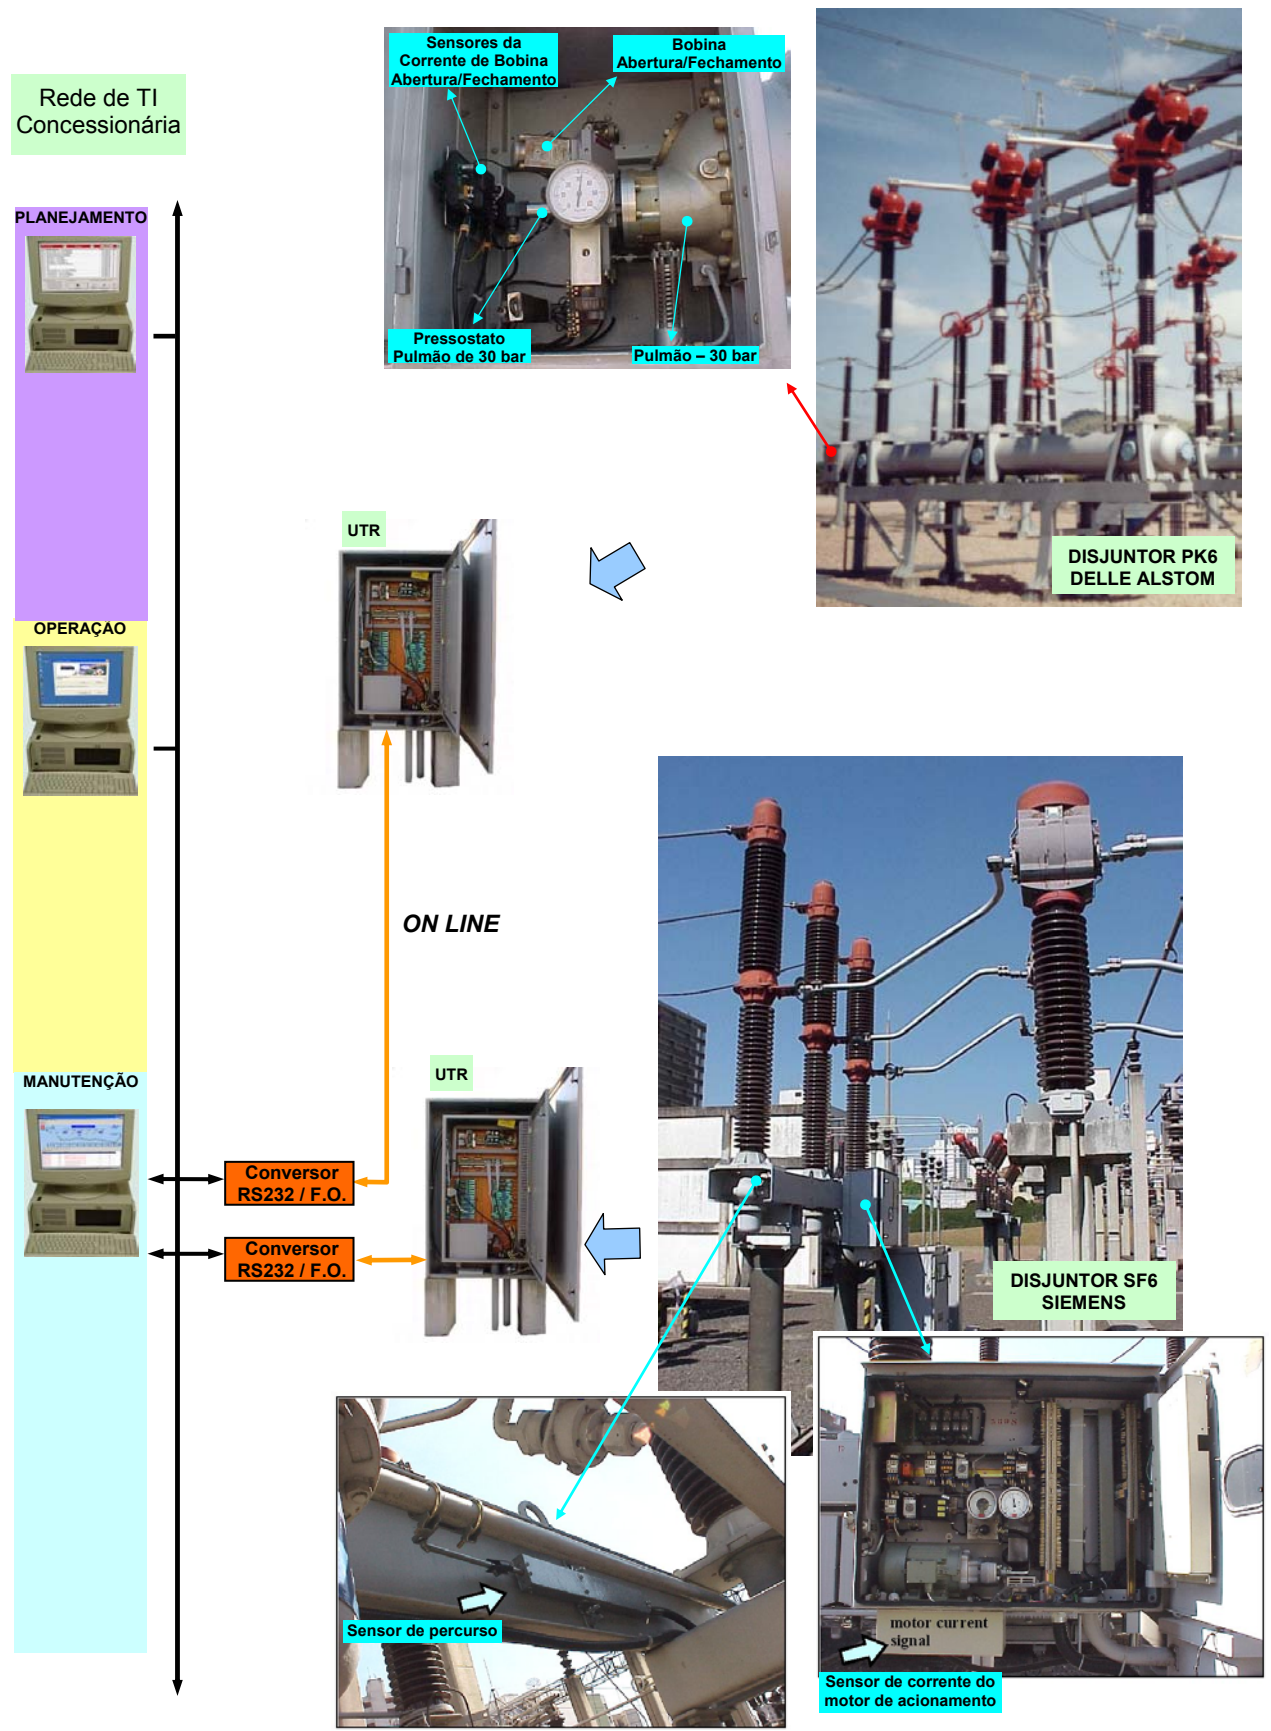 Rede de TI
Concessionária
Sensores da
Corrente de Bobina
Abertura/Fechamento
Bobina
Abertura/Fechamento
Pressostato
Pulmão de 30 bar
Pulmão – 30 bar
PLANEJAMENTO
DISJUNTOR PK6
DELLE ALSTOM
UTR
OPERAÇÃO
ON LINE
UTR
MANUTENÇÃO
Conversor
RS232 / F.O.
Conversor
RS232 / F.O.
DISJUNTOR SF6
SIEMENS
Sensor de percurso
motor current
signal
Sensor de corrente do
motor de acionamento